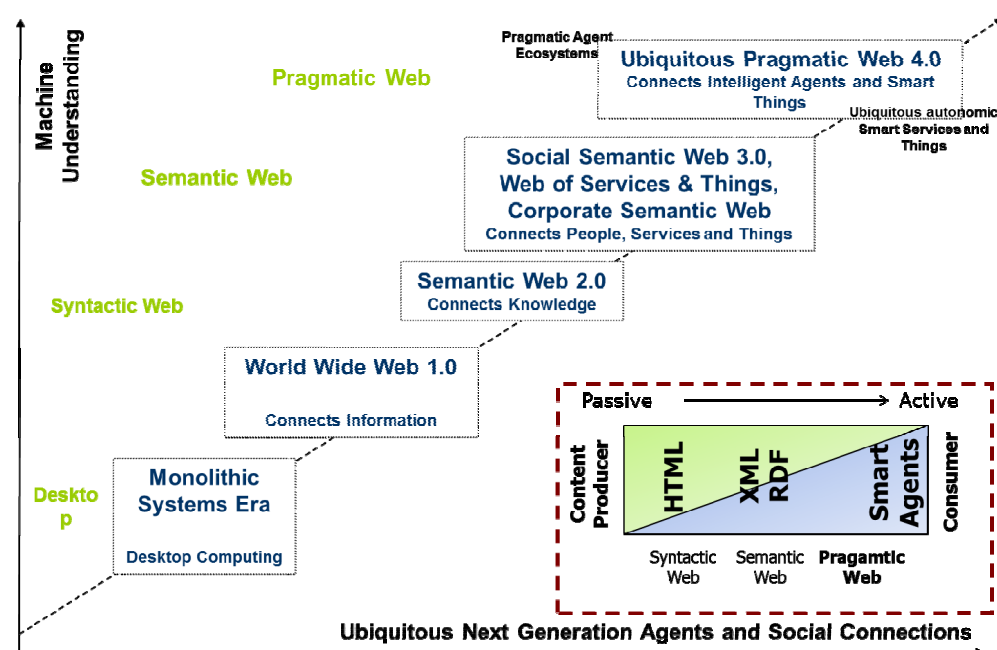 Machine
Understanding
Pragmatic Agent
Ecosystems
Pragmatic Web
Ubiquitous Pragmatic Web 4.0
Connects Intelligent Agents and Smart
Things
Ubiquitous autonomic
Smart Services and
Things
Semantic Web
Social Semantic Web 3.0,
Web of Services & Things,
Corporate Semantic Web
Connects People, Services and Things
Semantic Web 2.0
Connects Knowledge
Syntactic Web
World Wide Web 1.0
Connects Information
Deskto
p
Monolithic
Systems Era
Desktop Computing
Passive
Active
Content
Producer
HTML
XML
RDF
Smart
Agents
Consumer
Syntactic
Web
Semantic
Web
Pragamtic
Web
Ubiquitous Next Generation Agents and Social Connections